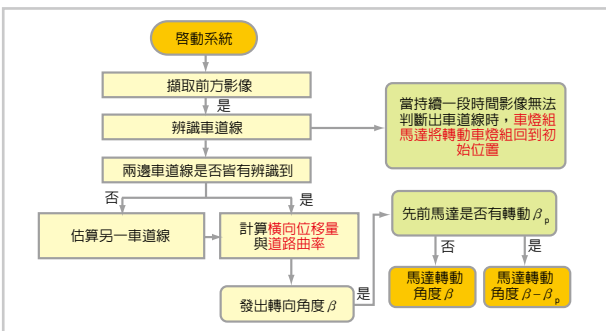 啓動系統
擷取前方影像
是
辨識車道線
當持續一段時間影像無法
判斷出車道線時，車燈組
馬達將轉動車燈組回到初
始位置
兩邊車道線是否皆有辨識到
否
是
估算另一車道線
計算橫向位移量
與道路曲率
先前馬達是否有轉動βp
發出轉向角度β
是
否
是
馬達轉動
角度β
馬達轉動
角度β−βp